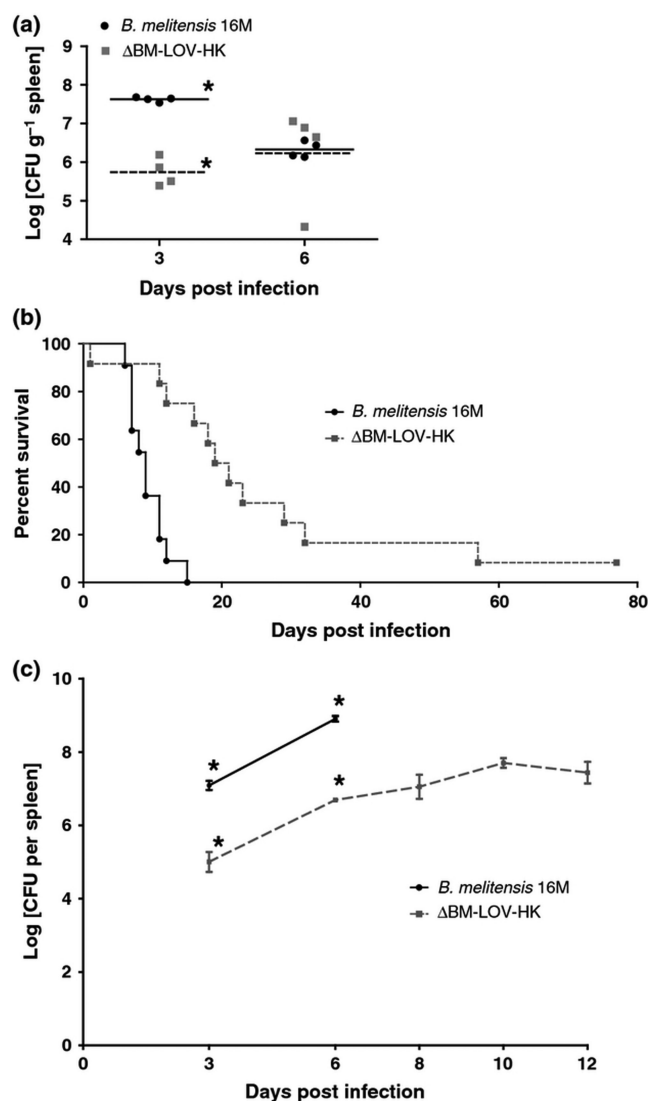 (a)
● B. melitensis 16M
■ ΔBM-LOV-HK
Log [CFU g⁻¹ spleen]
9
8
7
6
5
4
*
*
3 6
Days post infection
(b)
Percent survival
100
80
60
40
20
0
B. melitensis 16M
ΔBM-LOV-HK
0 20 40 60 80
Days post infection
(c)
Log [CFU per spleen]
10
8
6
4
2
0
*
*
*
*
B. melitensis 16M
ΔBM-LOV-HK
0 3 6 8 10 12
Days post infection